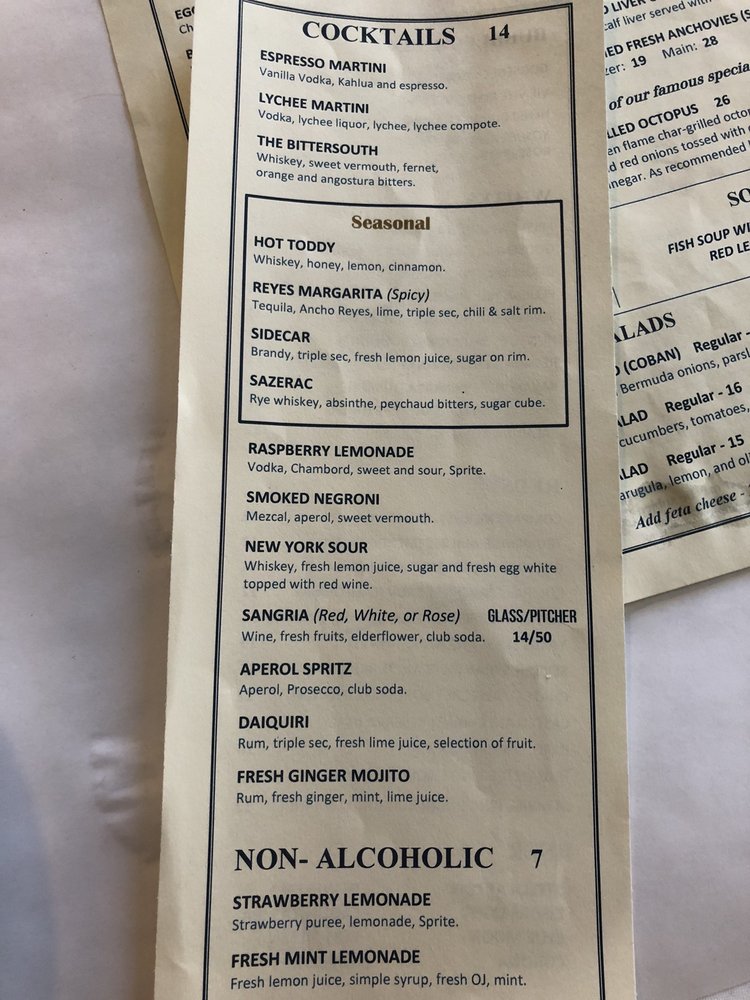 COCKTAILS 14
ESPRESSO MARTINI
Vanilla Vodka, Kahlua and espresso.
LYCHEE MARTINI
Vodka, lychee liquor, lychee, lychee compote.
THE BITTERSOUTH
Whiskey, sweet vermouth, fernet,
orange and angostura bitters.
Seasonal
HOT TODDY
Whiskey, honey, lemon, cinnamon.
REYES MARGARITA (Spicy)
Tequila, Ancho Reyes, lime, triple sec, chili & salt rim.
SIDECAR
Brandy, triple sec, fresh lemon juice, sugar on rim.
SAZERAC
Rye whiskey, absinthe, peychaud bitters, sugar cube.
RASPBERRY LEMONADE
Vodka, Chambord, sweet and sour, Sprite.
SMOKED NEGRONI
Mezcal, aperol, sweet vermouth.
NEW YORK SOUR
Whiskey, fresh lemon juice, sugar and fresh egg white
topped with red wine.
SANGRIA (Red, White, or Rose) GLASS/PITCHER
Wine, fresh fruits, elderflower, club soda. 14/50
APEROL SPRITZ
Aperol, Prosecco, club soda.
DAIQUIRI
Rum, triple sec, fresh lime juice, selection of fruit.
FRESH GINGER MOJITO
Rum, fresh ginger, mint, lime juice.
NON- ALCOHOLIC 7
STRAWBERRY LEMONADE
Strawberry puree, lemonade, Sprite.
FRESH MINT LEMONADE
Fresh lemon juice, simple syrup, fresh OJ, mint.
LIVER
calf liver served with
FRESH ANCHOVIES
19 Main: 28
of our famous
OCTOPUS 26
flame char-grilled
red onions tossed with
As recommended
FISH SOUP
RED
(COBAN) Regular -
Bermuda onions,
Regular - 16
cucumbers, tomatoes,
Regular - 15
arugula, lemon, and
Add feta cheese -